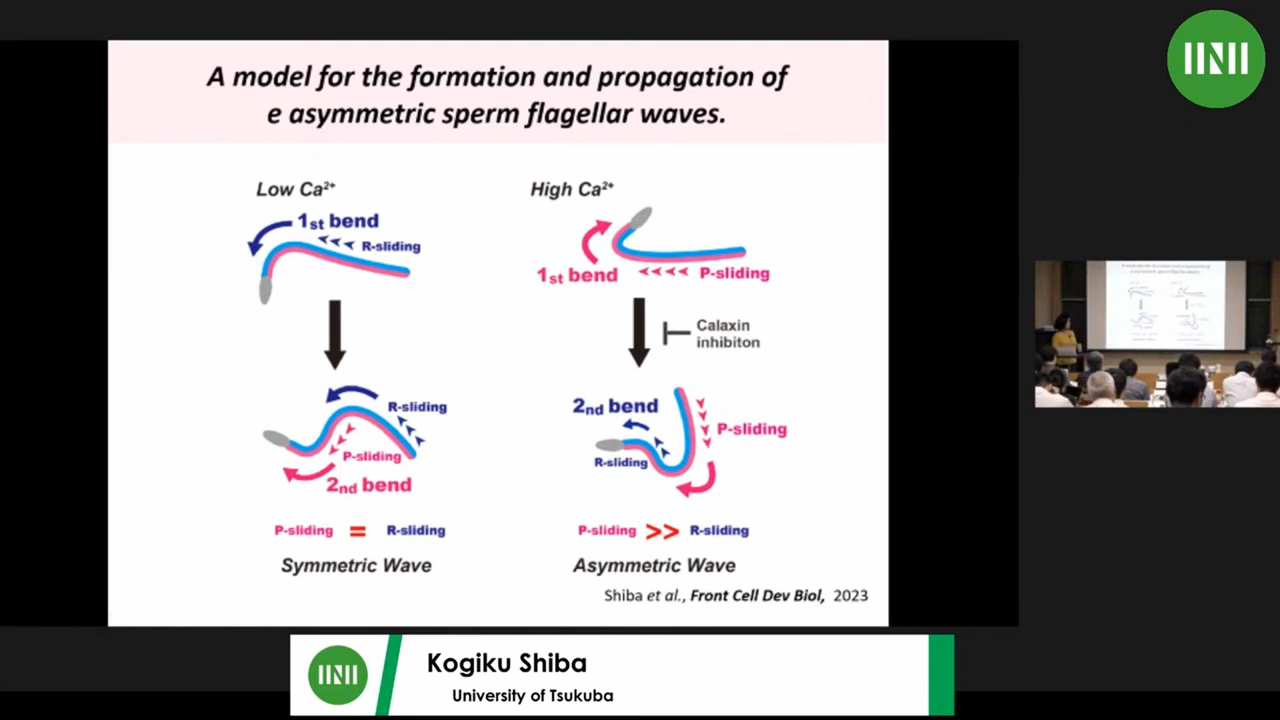 A model for the formation and propagation of
e asymmetric sperm flagellar waves.
Low Ca2+
1st bend
R-sliding
R-sliding
P-sliding
2nd bend
P-sliding = R-sliding
Symmetric Wave
High Ca2+
1st bend
P-sliding
Calaxin
inhibiton
2nd bend
P-sliding
R-sliding
P-sliding >> R-sliding
Asymmetric Wave
Shiba et al., Front Cell Dev Biol, 2023
Kogiku Shiba
University of Tsukuba